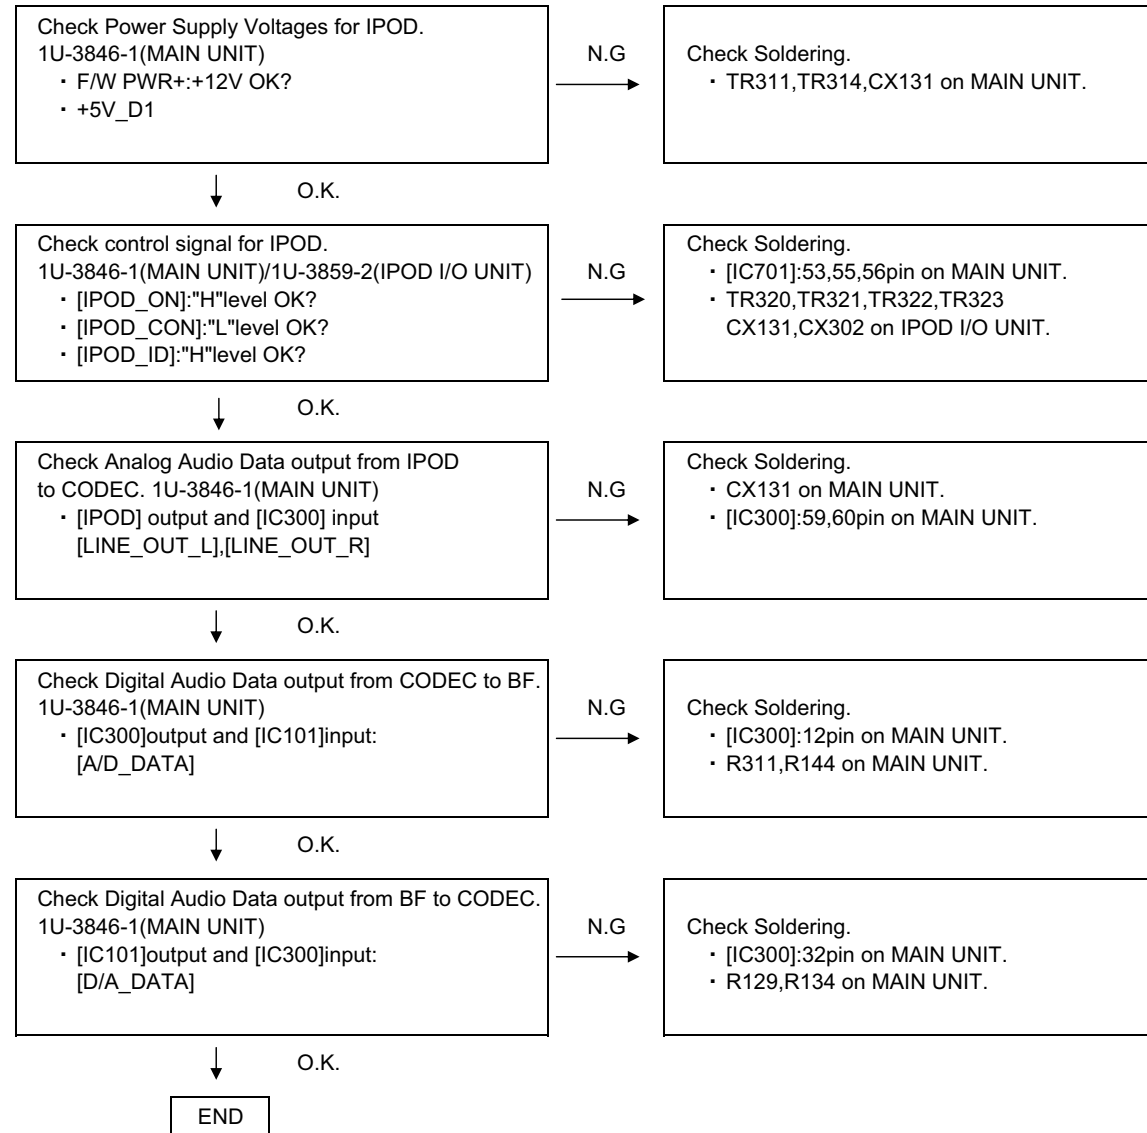 Check Power Supply Voltages for IPOD.
1U-3846-1(MAIN UNIT)
・F/W PWR+:+12V OK?
・+5V_D1
N.G
Check Soldering.
・TR311,TR314,CX131 on MAIN UNIT.
O.K.
Check control signal for IPOD.
1U-3846-1(MAIN UNIT)/1U-3859-2(IPOD I/O UNIT)
・[IPOD_ON]:"H"level OK?
・[IPOD_CON]:"L"level OK?
・[IPOD_ID]:"H"level OK?
N.G
Check Soldering.
・[IC701]:53,55,56pin on MAIN UNIT.
・TR320,TR321,TR322,TR323
CX131,CX302 on IPOD I/O UNIT.
O.K.
Check Analog Audio Data output from IPOD
to CODEC. 1U-3846-1(MAIN UNIT)
・[IPOD] output and [IC300] input
[LINE_OUT_L],[LINE_OUT_R]
N.G
Check Soldering.
・CX131 on MAIN UNIT.
・[IC300]:59,60pin on MAIN UNIT.
O.K.
Check Digital Audio Data output from CODEC to BF.
1U-3846-1(MAIN UNIT)
・[IC300]output and [IC101]input:
[A/D_DATA]
N.G
Check Soldering.
・[IC300]:12pin on MAIN UNIT.
・R311,R144 on MAIN UNIT.
O.K.
Check Digital Audio Data output from BF to CODEC.
1U-3846-1(MAIN UNIT)
・[IC101]output and [IC300]input:
[D/A_DATA]
N.G
Check Soldering.
・[IC300]:32pin on MAIN UNIT.
・R129,R134 on MAIN UNIT.
O.K.
END